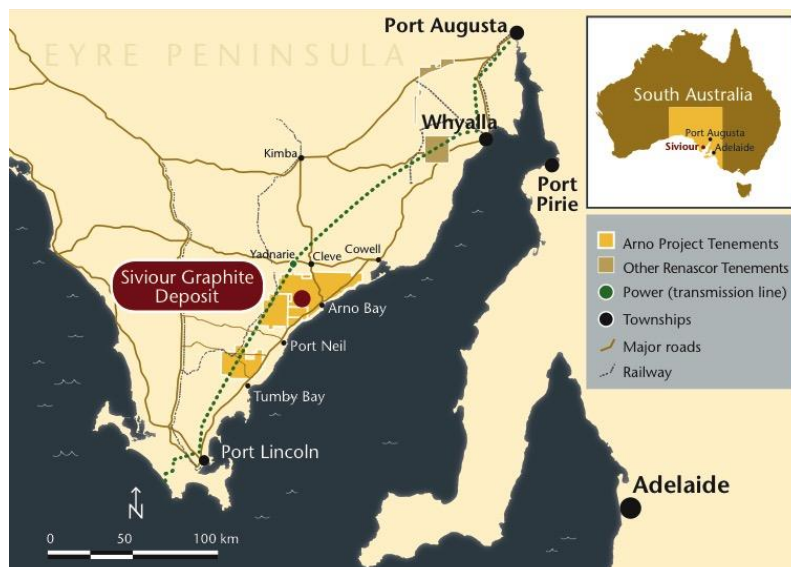 EYRE PENINSULA
Port Augusta
Whyalla
Kimba
Port
Pirie
Yadnarie
Cleve
Cowell
Siviour Graphite
Deposit
Arno Bay
Port Neil
Tumby Bay
Port Lincoln
Adelaide
N
0 50 100 km
South Australia
Port Augusta
Siviour
Adelaide
Arno Project Tenements
Other Renascor Tenements
Power (transmission line)
Townships
Major roads
Railway